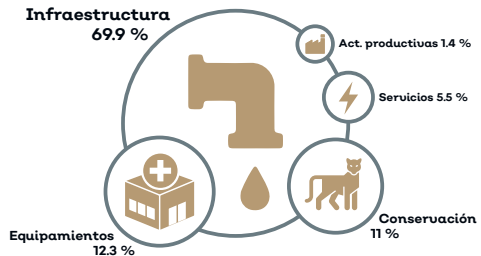 Infraestructura
69.9 %
Act. productivas 1.4 %
Servicios 5.5 %
Conservación
11 %
Equipamientos
12.3 %